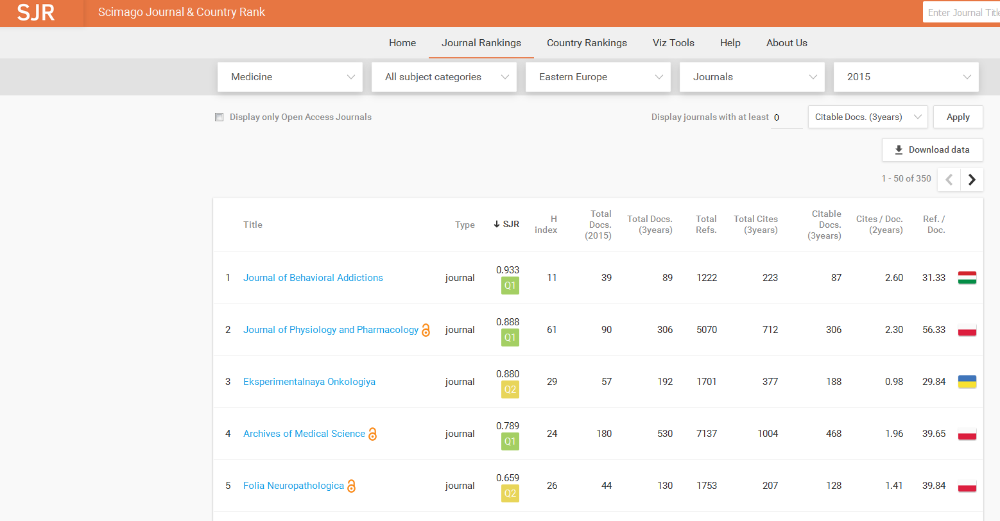 SJR Scimago Journal & Country Rank Enter Journal Title
Home Journal Rankings Country Rankings Viz Tools Help About Us
Medicine All subject categories Eastern Europe Journals 2015
Display only Open Access Journals Display journals with at least 0 Citable Docs. (3years) Apply
Download data
1 - 50 of 350
Title Type SJR H index Total Docs. (2015) Total Docs. (3years) Total Refs. Total Cites (3years) Citable Docs. (3years) Cites / Doc. (2years) Ref. / Doc.
1 Journal of Behavioral Addictions journal 0.933 Q1 11 39 89 1222 223 87 2.60 31.33
2 Journal of Physiology and Pharmacology journal 0.888 Q1 61 90 306 5070 712 306 2.30 56.33
3 Eksperimentalnaya Onkologiya journal 0.880 Q2 29 57 192 1701 377 188 0.98 29.84
4 Archives of Medical Science journal 0.789 Q1 24 180 530 7137 1004 468 1.96 39.65
5 Folia Neuropathologica journal 0.659 Q2 26 44 130 1753 207 128 1.41 39.84